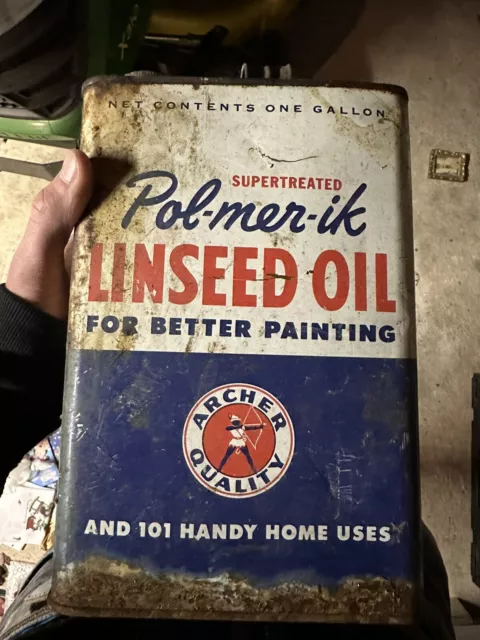 NET CONTENTS ONE GALLON
SUPERTREATED
Pol-mer-ik
LINSEED OIL
FOR BETTER PAINTING
ARCHER
QUALITY
AND 101 HANDY HOME USES